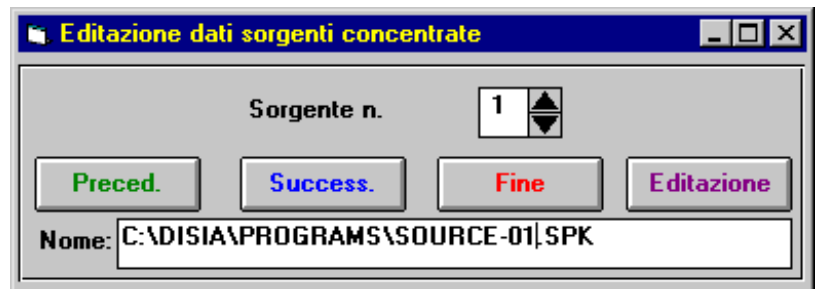 Editazione dati sorgenti concentrate
Sorgente n. 1
Preced. Success. Fine Editazione
Nome: C:\DISIA\PROGRAMS\SOURCE-01.SPK